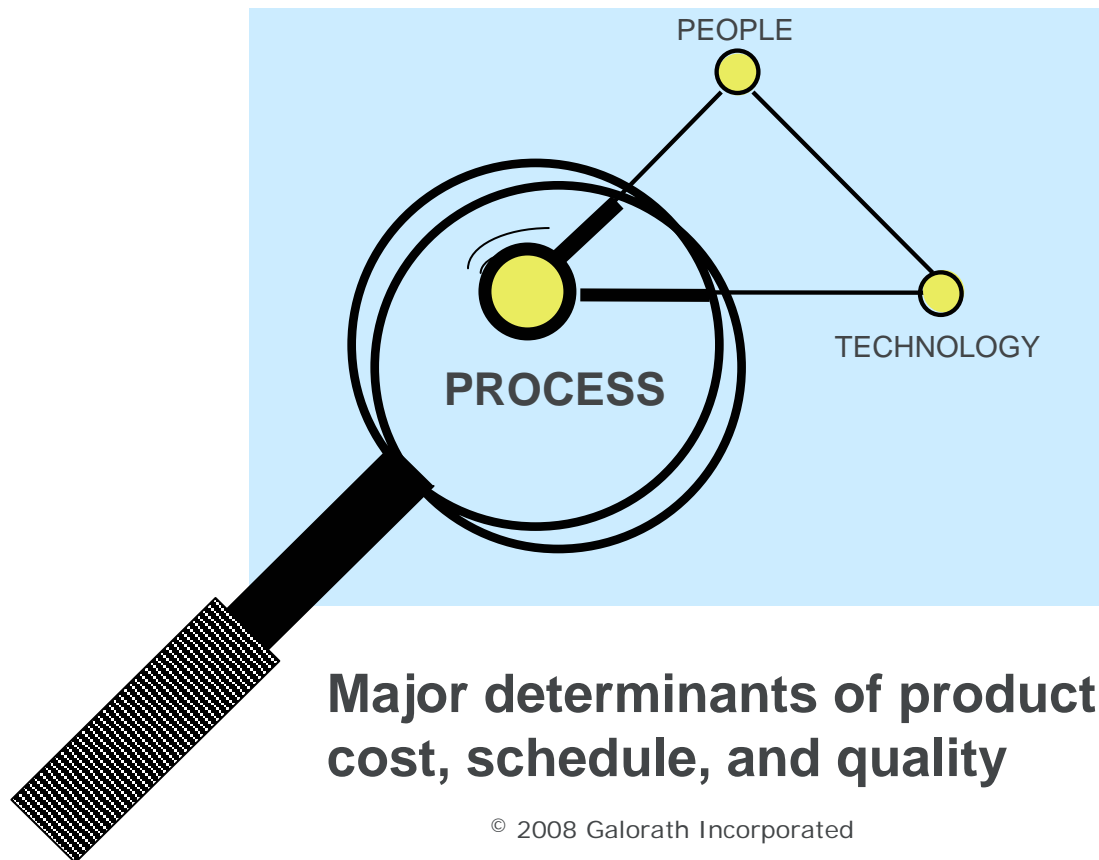 PEOPLE
TECHNOLOGY
PROCESS
Major determinants of product
cost, schedule, and quality
© 2008 Galorath Incorporated